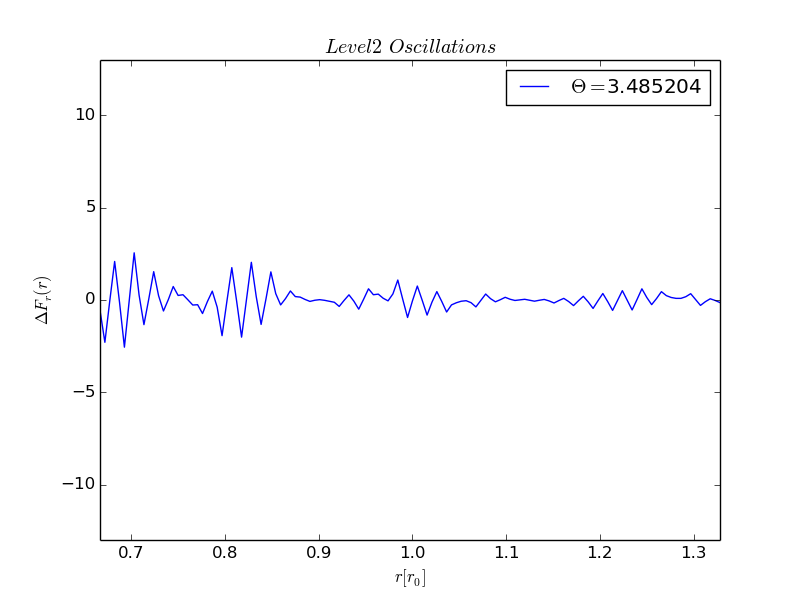 Level2 Oscillations
Θ =3.485204
ΔF_r(r)
10
5
0
−5
−10
0.7 0.8 0.9 1.0 1.1 1.2 1.3
r[r_0]